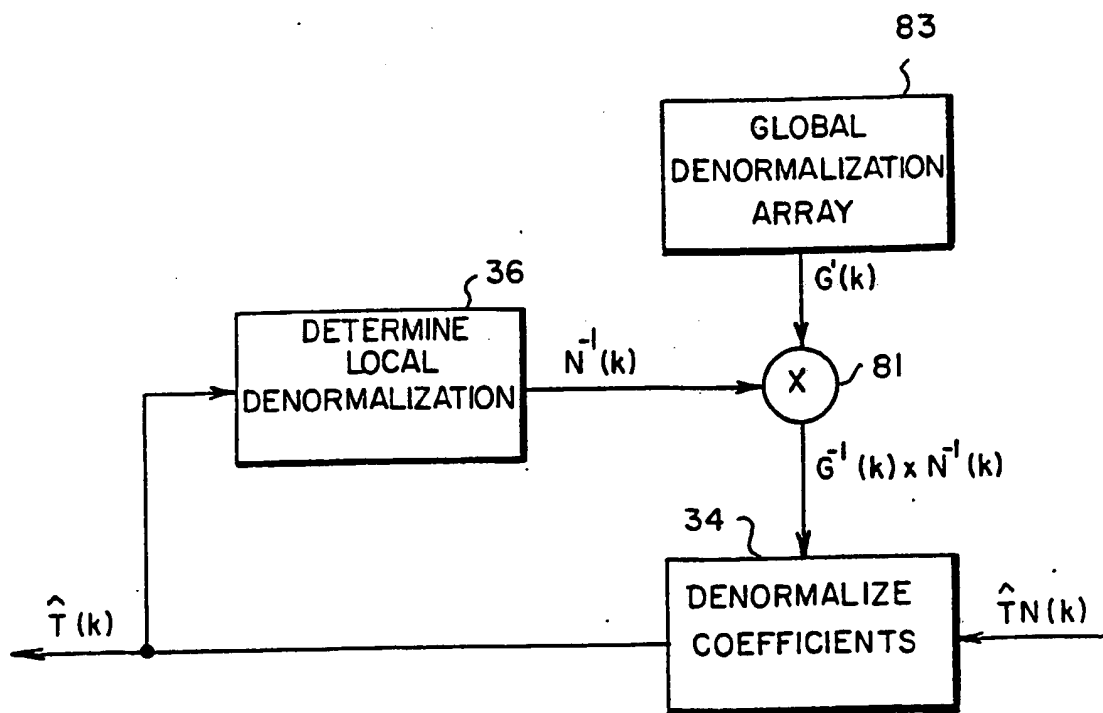 83
GLOBAL
DENORMALIZATION
ARRAY
G'(k)
36
DETERMINE
LOCAL
DENORMALIZATION
N⁻¹(k)
X
81
G⁻¹(k) x N⁻¹(k)
34
DENORMALIZE
COEFFICIENTS
T̂(k)
T̂N(k)